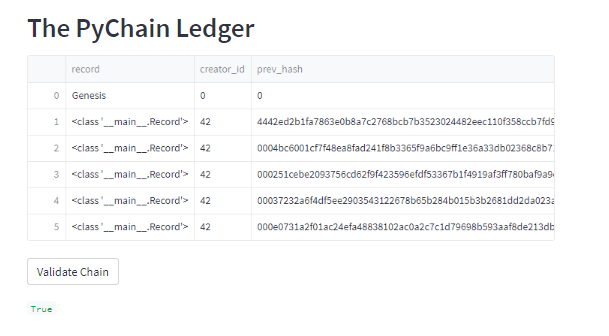 The PyChain Ledger
record creator_id prev_hash
0 Genesis 0 0
1 <class '__main__.Record'> 42 4442ed2b1fa7863e0b8a7c2768bcb7b3523024482eec110f358ccb7fd9
2 <class '__main__.Record'> 42 0004bc6001cf7f48ea8fad241f8b3365f9a6bc9ff1e36a33db02368c8b7
3 <class '__main__.Record'> 42 000251cebe2093756cd62f9f423596efdf53367b1f4919af3ff780baf9a9
4 <class '__main__.Record'> 42 00037232a6f4df5ee2903543122678b65b284b015b3b2681dd2da023a
5 <class '__main__.Record'> 42 000e0731a2f01ac24efa48838102ac0a2c7c1d79698b593aaf8de213db
Validate Chain
True